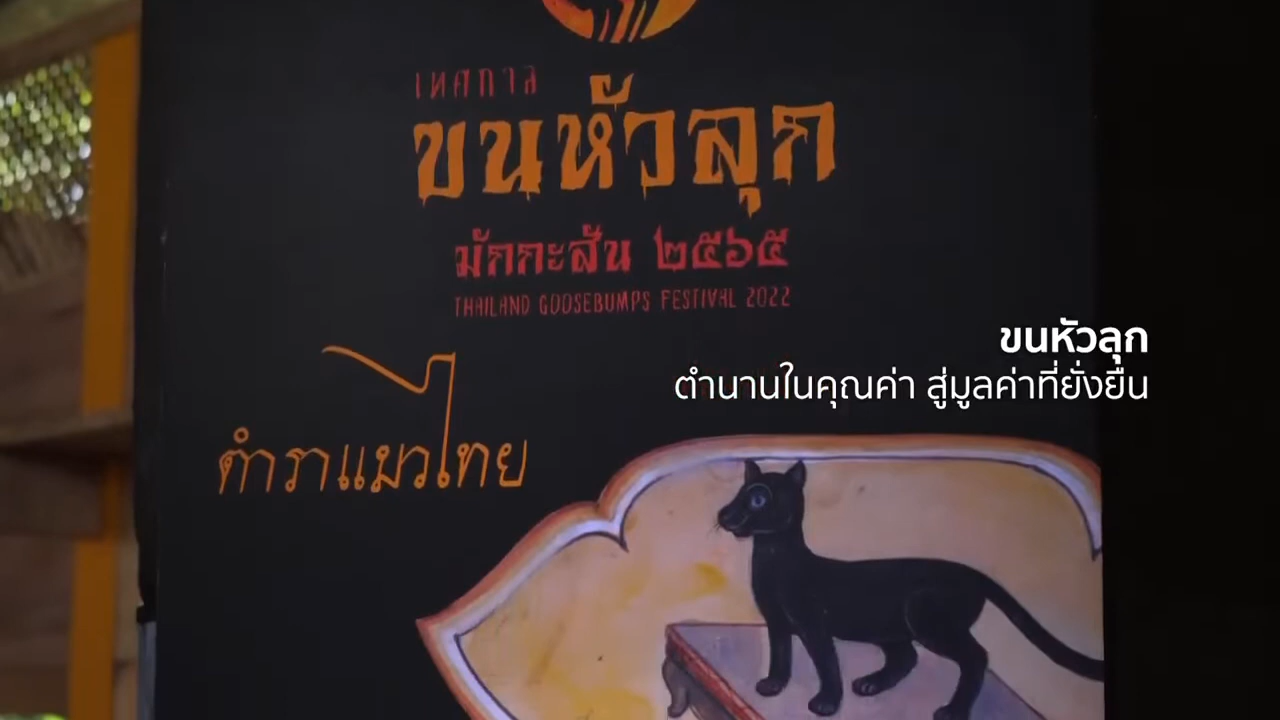 เทศกาล
ขนหัวลุก
มักกะสัน ๒๕๖๕
THAILAND GOOSEBUMPS FESTIVAL 2022
ขนหัวลุก
ตำนานในคุณค่า สู่มูลค่าที่ยั่งยืน
ตำราแมวไทย